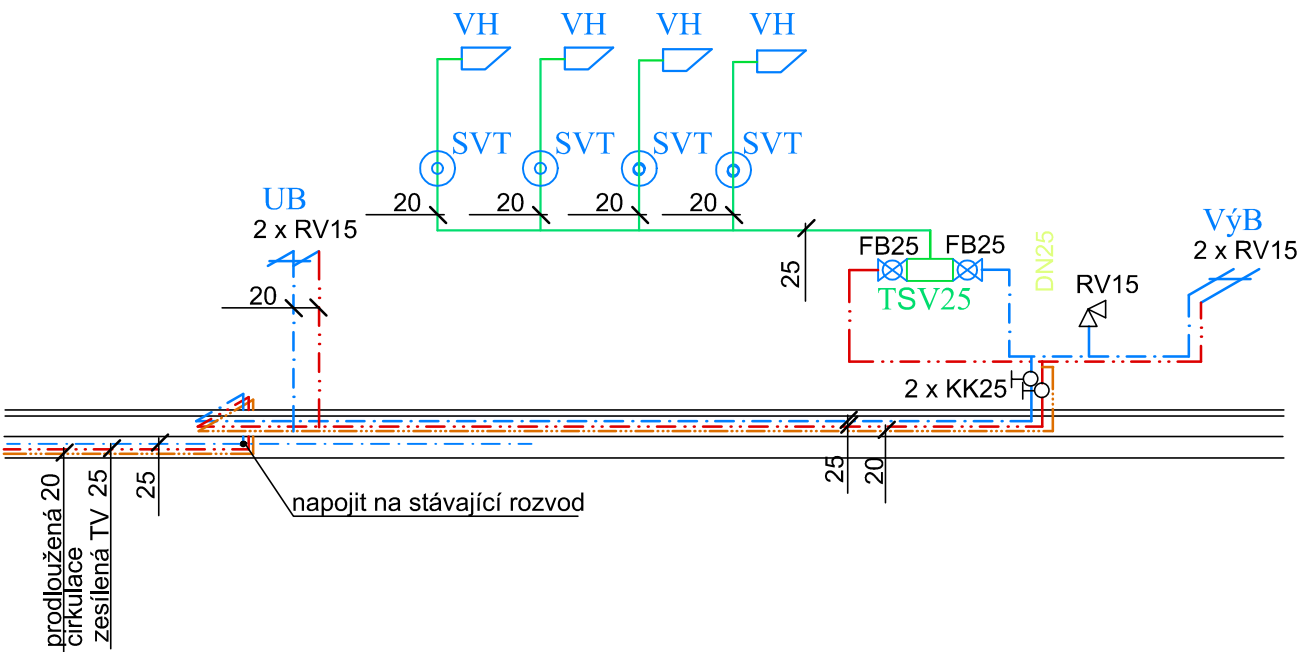 VH VH VH VH
SVT SVT SVT SVT
20 20 20 20
UB
2 x RV15
20
25
FB25 FB25
TSV25
DN25
RV15
VýB
2 x RV15
2 x KK25
25
20
prodloužená 20
cirkulace
zesílená TV 25
25
napojit na stávající rozvod